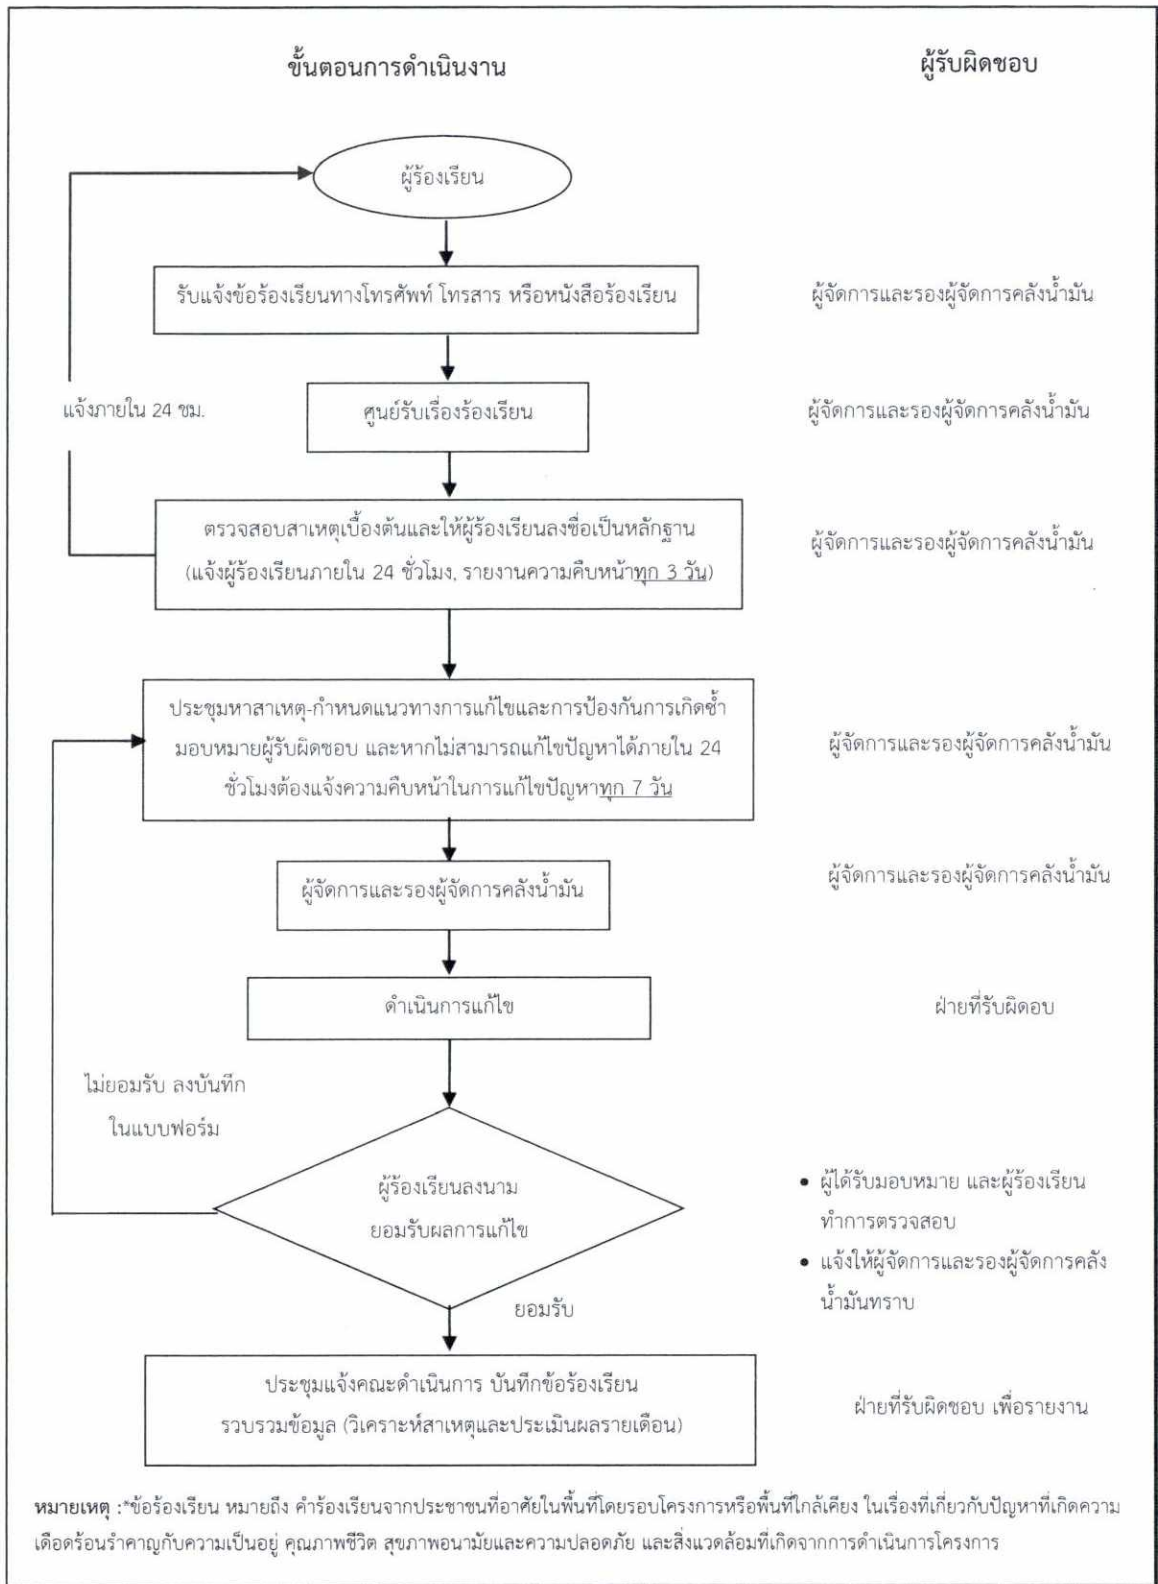 ขั้นตอนการดำเนินงาน
ผู้รับผิดชอบ
ผู้ร้องเรียน
รับแจ้งข้อร้องเรียนทางโทรศัพท์ โทรสาร หรือหนังสือร้องเรียน
ผู้จัดการและรองผู้จัดการคลังน้ำมัน
แจ้งภายใน 24 ชม.
ศูนย์รับเรื่องร้องเรียน
ผู้จัดการและรองผู้จัดการคลังน้ำมัน
ตรวจสอบสาเหตุเบื้องต้นและให้ผู้ร้องเรียนลงชื่อเป็นหลักฐาน
(แจ้งผู้ร้องเรียนภายใน 24 ชั่วโมง, รายงานความคืบหน้าทุก 3 วัน)
ผู้จัดการและรองผู้จัดการคลังน้ำมัน
ประชุมหาสาเหตุ-กำหนดแนวทางการแก้ไขและการป้องกันการเกิดซ้ำ
มอบหมายผู้รับผิดชอบ และหากไม่สามารถแก้ไขปัญหาได้ภายใน 24
ชั่วโมงต้องแจ้งความคืบหน้าในการแก้ไขปัญหาทุก 7 วัน
ผู้จัดการและรองผู้จัดการคลังน้ำมัน
ผู้จัดการและรองผู้จัดการคลังน้ำมัน
ผู้จัดการและรองผู้จัดการคลังน้ำมัน
ดำเนินการแก้ไข
ฝ่ายที่รับผิดอบ
ไม่ยอมรับ ลงบันทึก
ในแบบฟอร์ม
ผู้ร้องเรียนลงนาม
ยอมรับผลการแก้ไข
• ผู้ได้รับมอบหมาย และผู้ร้องเรียน
ทำการตรวจสอบ
• แจ้งให้ผู้จัดการและรองผู้จัดการคลัง
น้ำมันทราบ
ยอมรับ
ประชุมแจ้งคณะดำเนินการ บันทึกข้อร้องเรียน
รวบรวมข้อมูล (วิเคราะห์สาเหตุและประเมินผลรายเดือน)
ฝ่ายที่รับผิดชอบ เพื่อรายงาน
หมายเหตุ :*ข้อร้องเรียน หมายถึง คำร้องเรียนจากประชาชนที่อาศัยในพื้นที่โดยรอบโครงการหรือพื้นที่ใกล้เคียง ในเรื่องที่เกี่ยวกับปัญหาที่เกิดความ
เดือดร้อนรำคาญกับความเป็นอยู่ คุณภาพชีวิต สุขภาพอนามัยและความปลอดภัย และสิ่งแวดล้อมที่เกิดจากการดำเนินการโครงการ